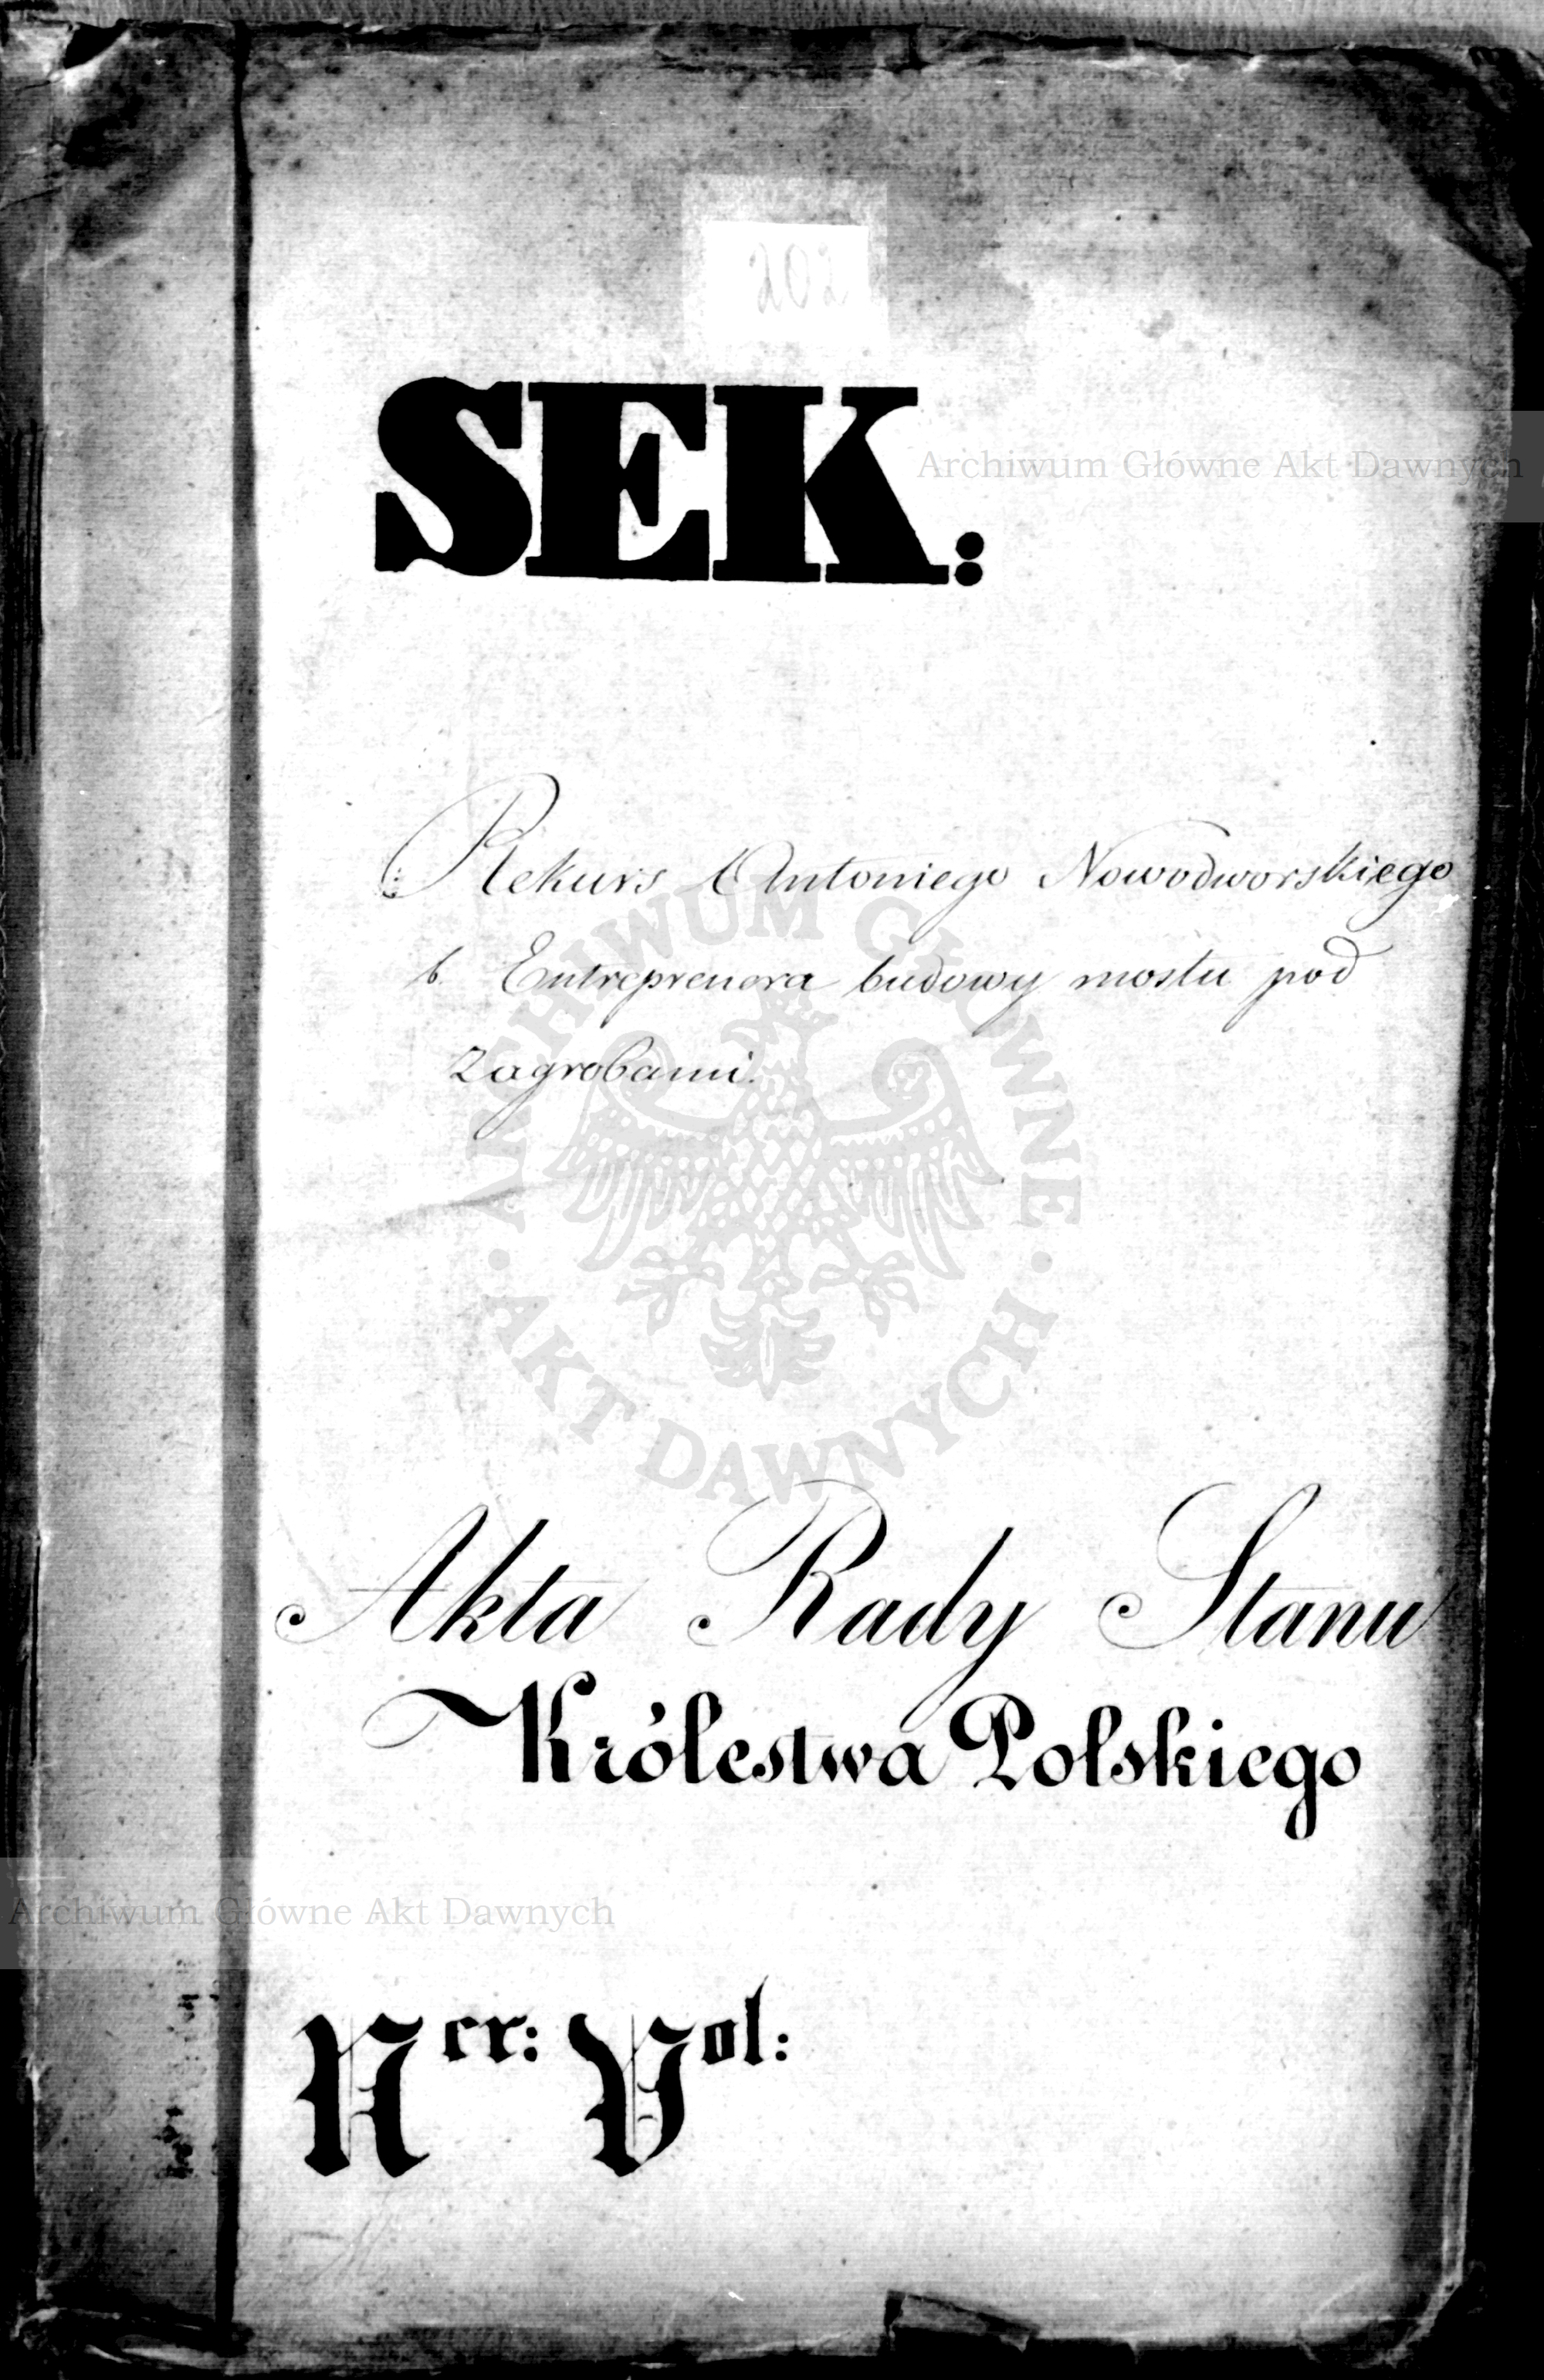 202
SEK:
Archiwum Główne Akt Dawnych
Rekurs Antoniego Nowodworskiego
b. Entreprenera budowy mostu pod
Zagrobami.
ARCHIWUM GŁÓWNE
· AKT DAWNYCH ·
Akta Rady Stanu
Królestwa Polskiego
Archiwum Główne Akt Dawnych
Ner: Vol: